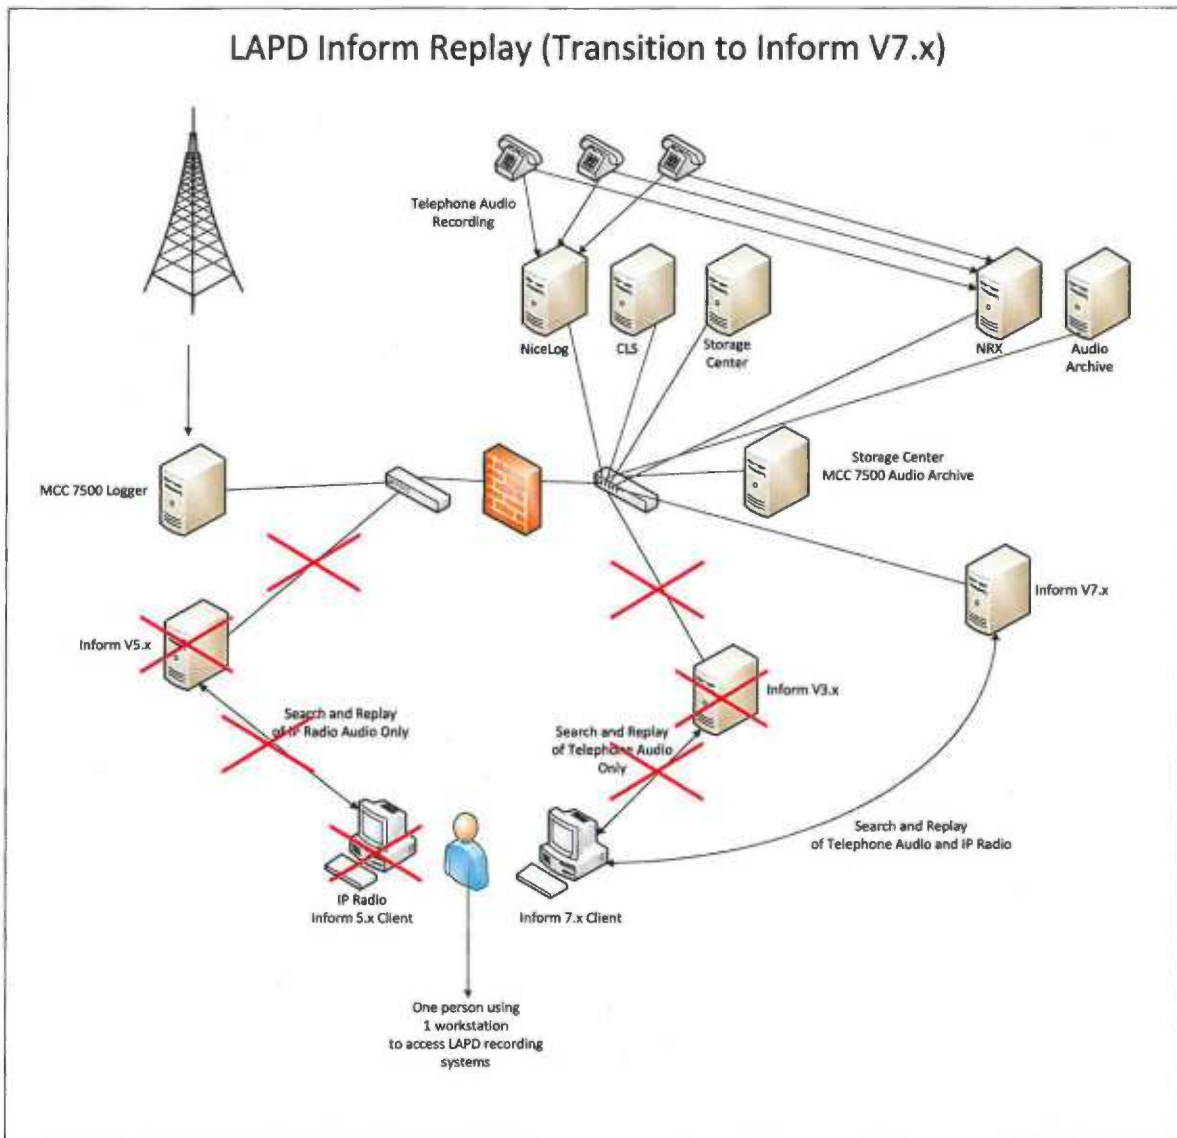 LAPD Inform Replay (Transition to Inform V7.x)
Telephone Audio
Recording
NiceLog
CLS
Storage
Center
NRX
Audio
Archive
MCC 7500 Logger
Storage Center
MCC 7500 Audio Archive
Inform V7.x
Inform V5.x
Inform V3.x
Search and Replay
of IP Radio Audio Only
Search and Replay
of Telephone Audio
Only
Search and Replay
of Telephone Audio and IP Radio
IP Radio
Inform 5.x Client
Inform 7.x Client
One person using
1 workstation
to access LAPD recording
systems